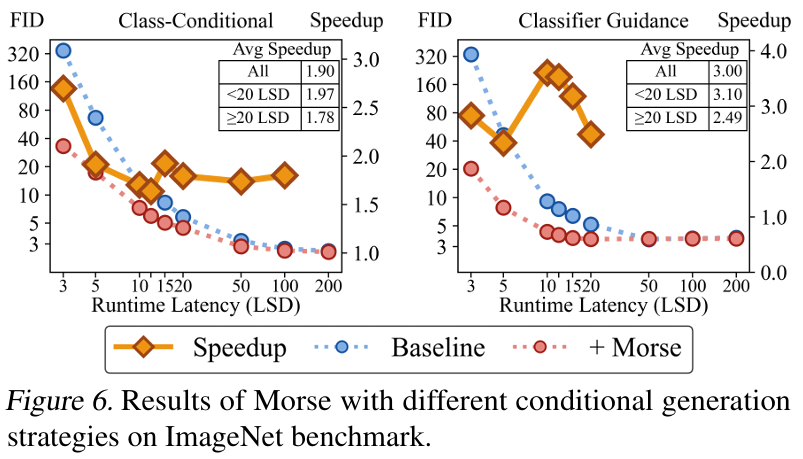 FID Class-Conditional Speedup
320
160
80
40
20
10
5
3
Avg Speedup
All 1.90
<20 LSD 1.97
≥20 LSD 1.78
3.0
2.5
2.0
1.5
1.0
3 5 10 15 20 50 100 200
Runtime Latency (LSD)
FID Classifier Guidance Speedup
320
160
80
40
20
10
5
3
Avg Speedup
All 3.00
<20 LSD 3.10
≥20 LSD 2.49
4.0
3.0
2.0
1.0
0.0
3 5 10 15 20 50 100 200
Runtime Latency (LSD)
Speedup Baseline + Morse
Figure 6. Results of Morse with different conditional generation
strategies on ImageNet benchmark.